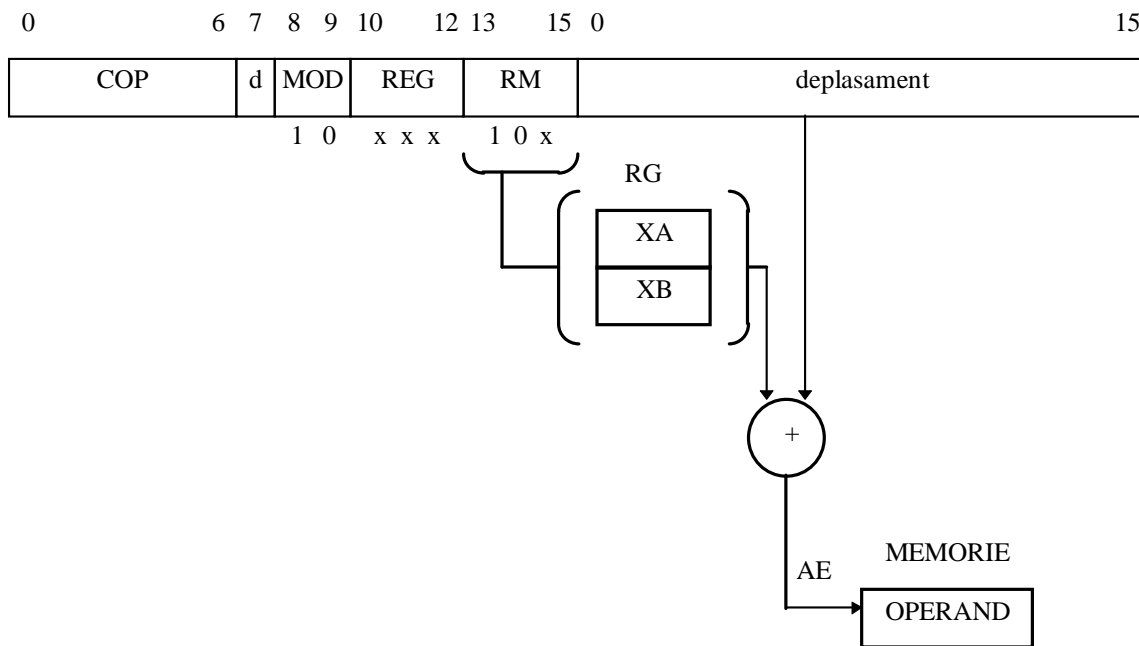 0 6 7 8 9 10 12 13 15 0 15
COP d MOD REG RM deplasament
1 0 x x x 1 0 x
RG
XA
XB
+
MEMORIE
AE
OPERAND